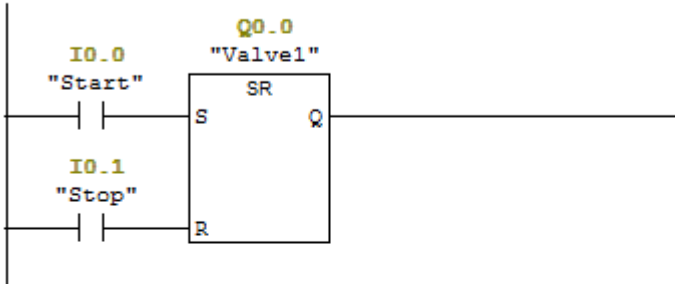 Q0.0
I0.0
"Valve1"
"Start"
SR
S
Q
I0.1
"Stop"
R